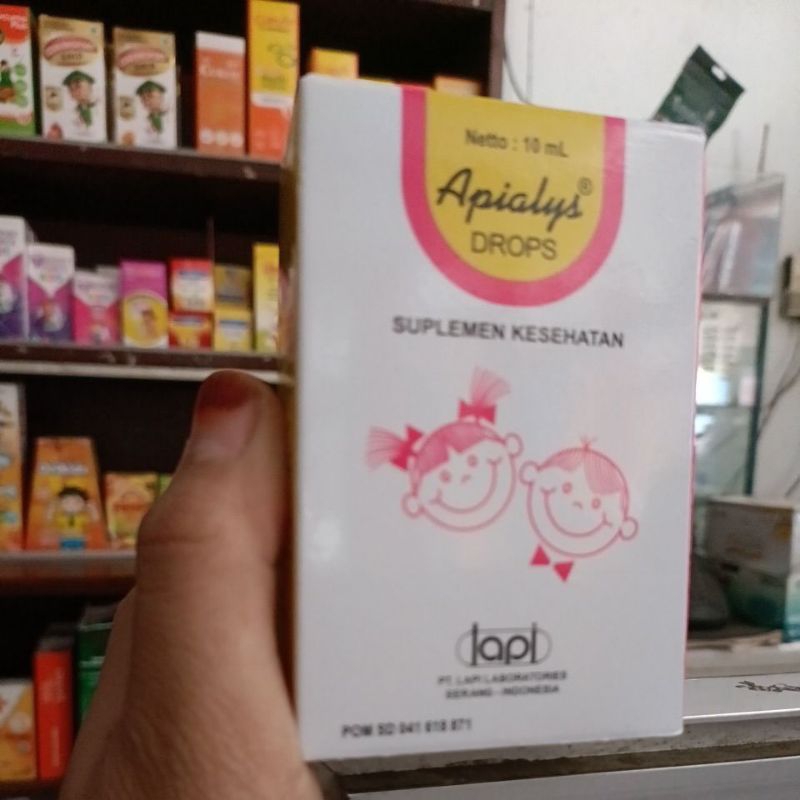 Netto : 10 mL
Apialys®
DROPS
SUPLEMEN KESEHATAN
lapi
PT. LAPI LABORATORIES
SERANG - INDONESIA
POM SD 041 618 871